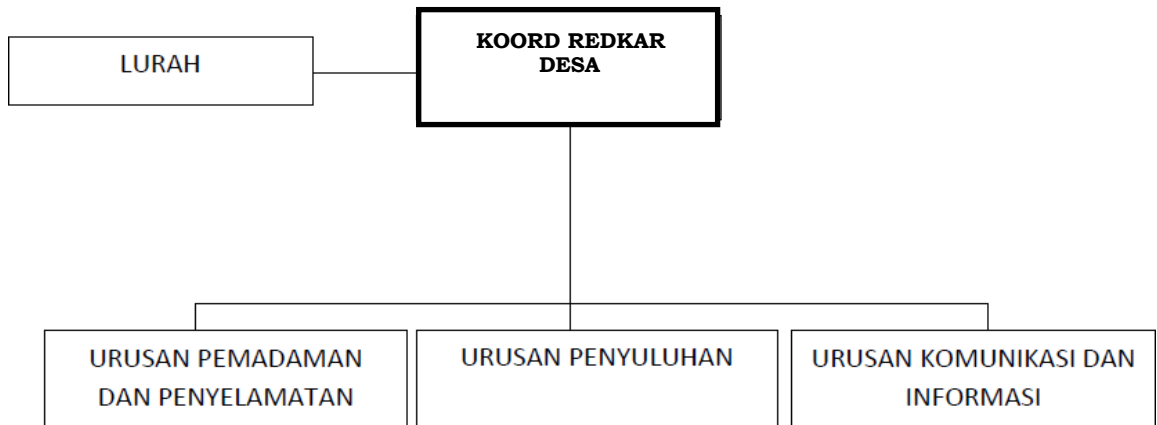 LURAH
KOORD REDKAR
DESA
URUSAN PEMADAMAN
DAN PENYELAMATAN
URUSAN PENYULUHAN
URUSAN KOMUNIKASI DAN
INFORMASI